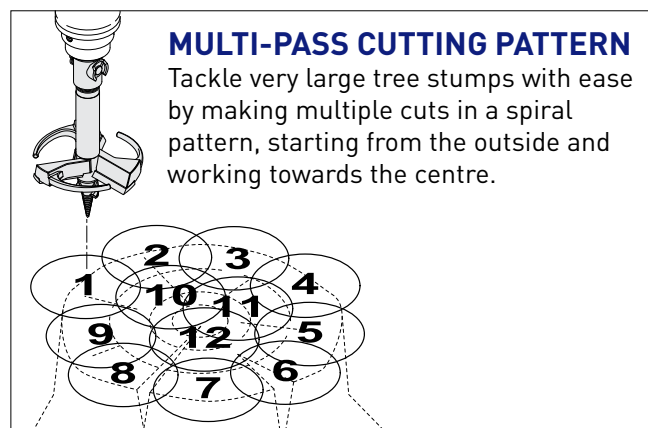 MULTI-PASS CUTTING PATTERN
Tackle very large tree stumps with ease
by making multiple cuts in a spiral
pattern, starting from the outside and
working towards the centre.
1
2
3
4
10
11
9
12
5
8
7
6